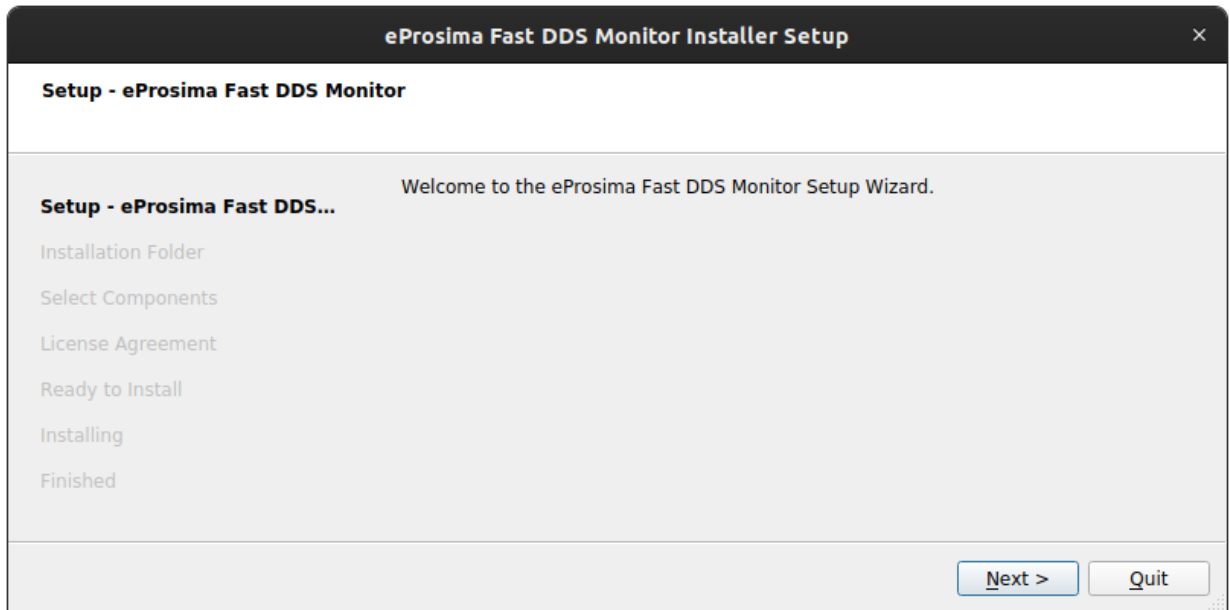 eProsima Fast DDS Monitor Installer Setup
Setup - eProsima Fast DDS Monitor
Setup - eProsima Fast DDS...
Welcome to the eProsima Fast DDS Monitor Setup Wizard.
Installation Folder
Select Components
License Agreement
Ready to Install
Installing
Finished
Next >
Quit